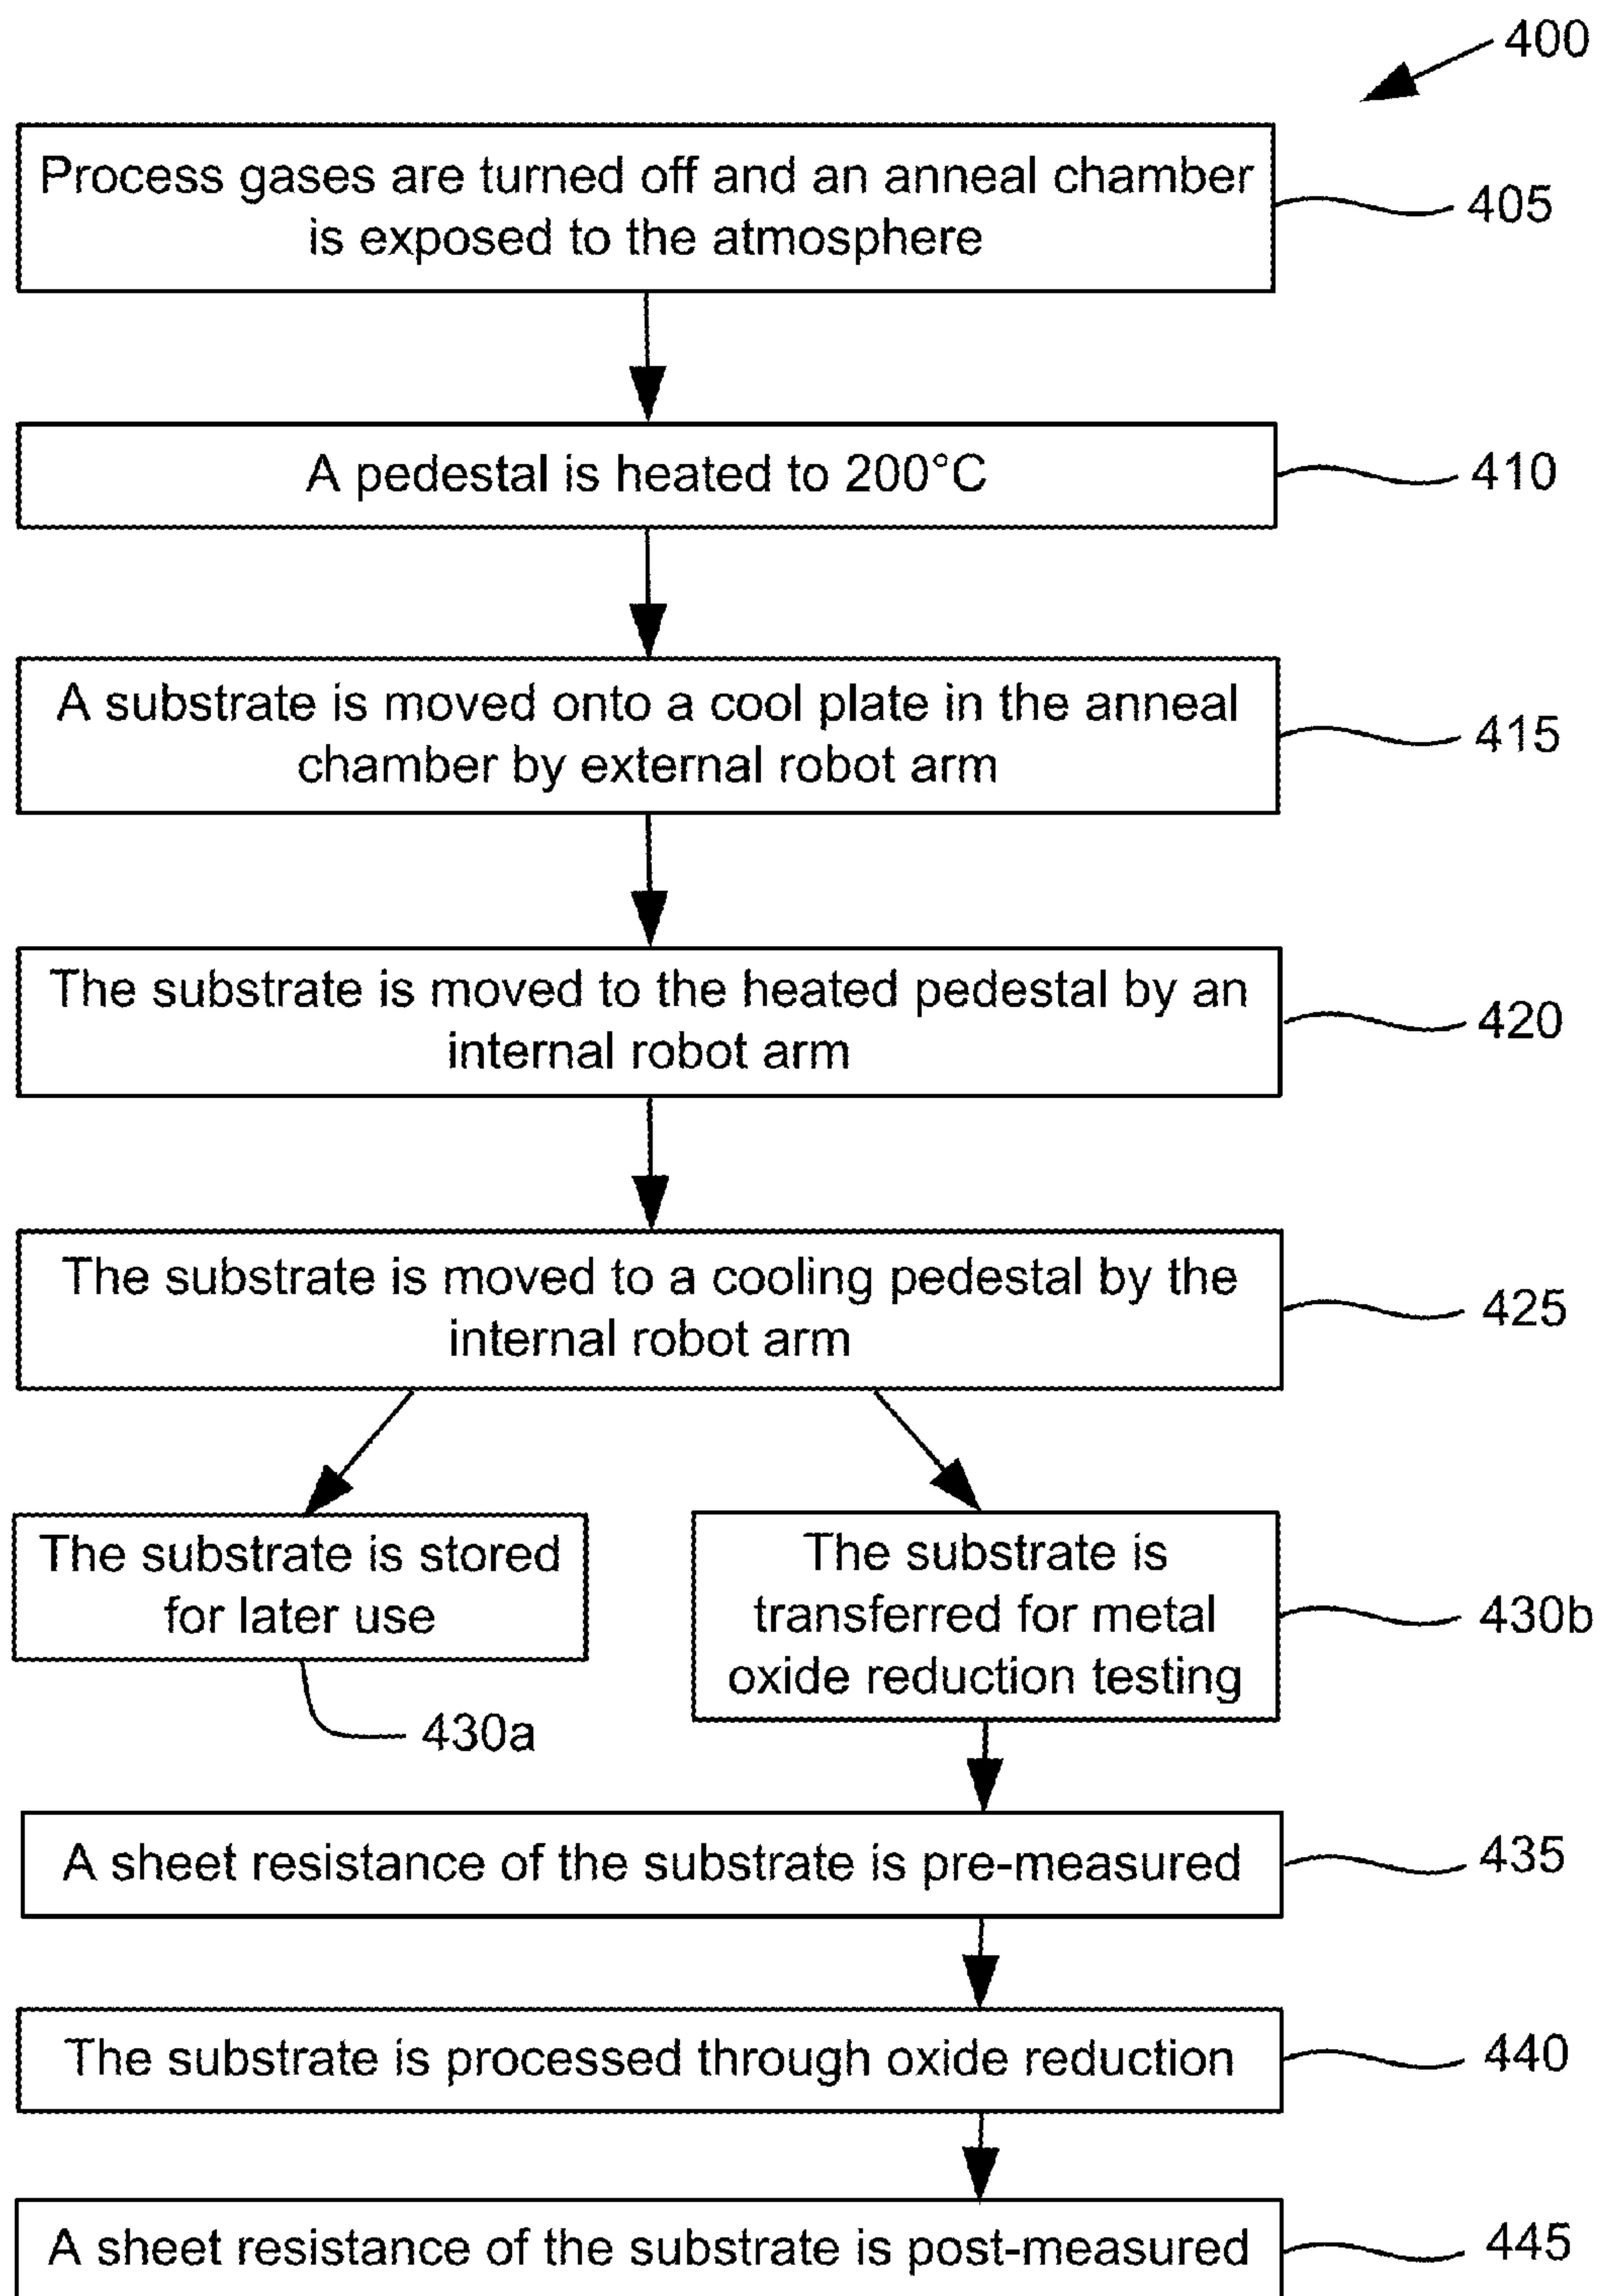 400
Process gases are turned off and an anneal chamber
is exposed to the atmosphere
405
A pedestal is heated to 200°C
410
A substrate is moved onto a cool plate in the anneal
chamber by external robot arm
415
The substrate is moved to the heated pedestal by an
internal robot arm
420
The substrate is moved to a cooling pedestal by the
internal robot arm
425
The substrate is stored
for later use
430a
The substrate is
transferred for metal
oxide reduction testing
430b
A sheet resistance of the substrate is pre-measured
435
The substrate is processed through oxide reduction
440
A sheet resistance of the substrate is post-measured
445